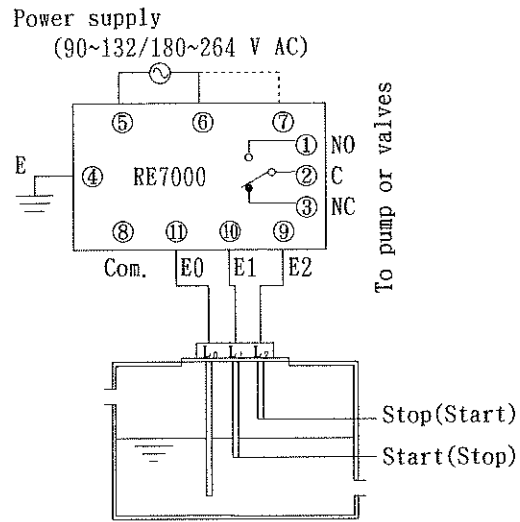 Power supply
(90~132/180~264 V AC)
⑤ ⑥ ⑦
① NO
E ④ RE7000 ② C
③ NC
⑧ ⑪ ⑩ ⑨
Com. E0 E1 E2
To pump or valves
L0 L1 L2
Stop(Start)
Start(Stop)